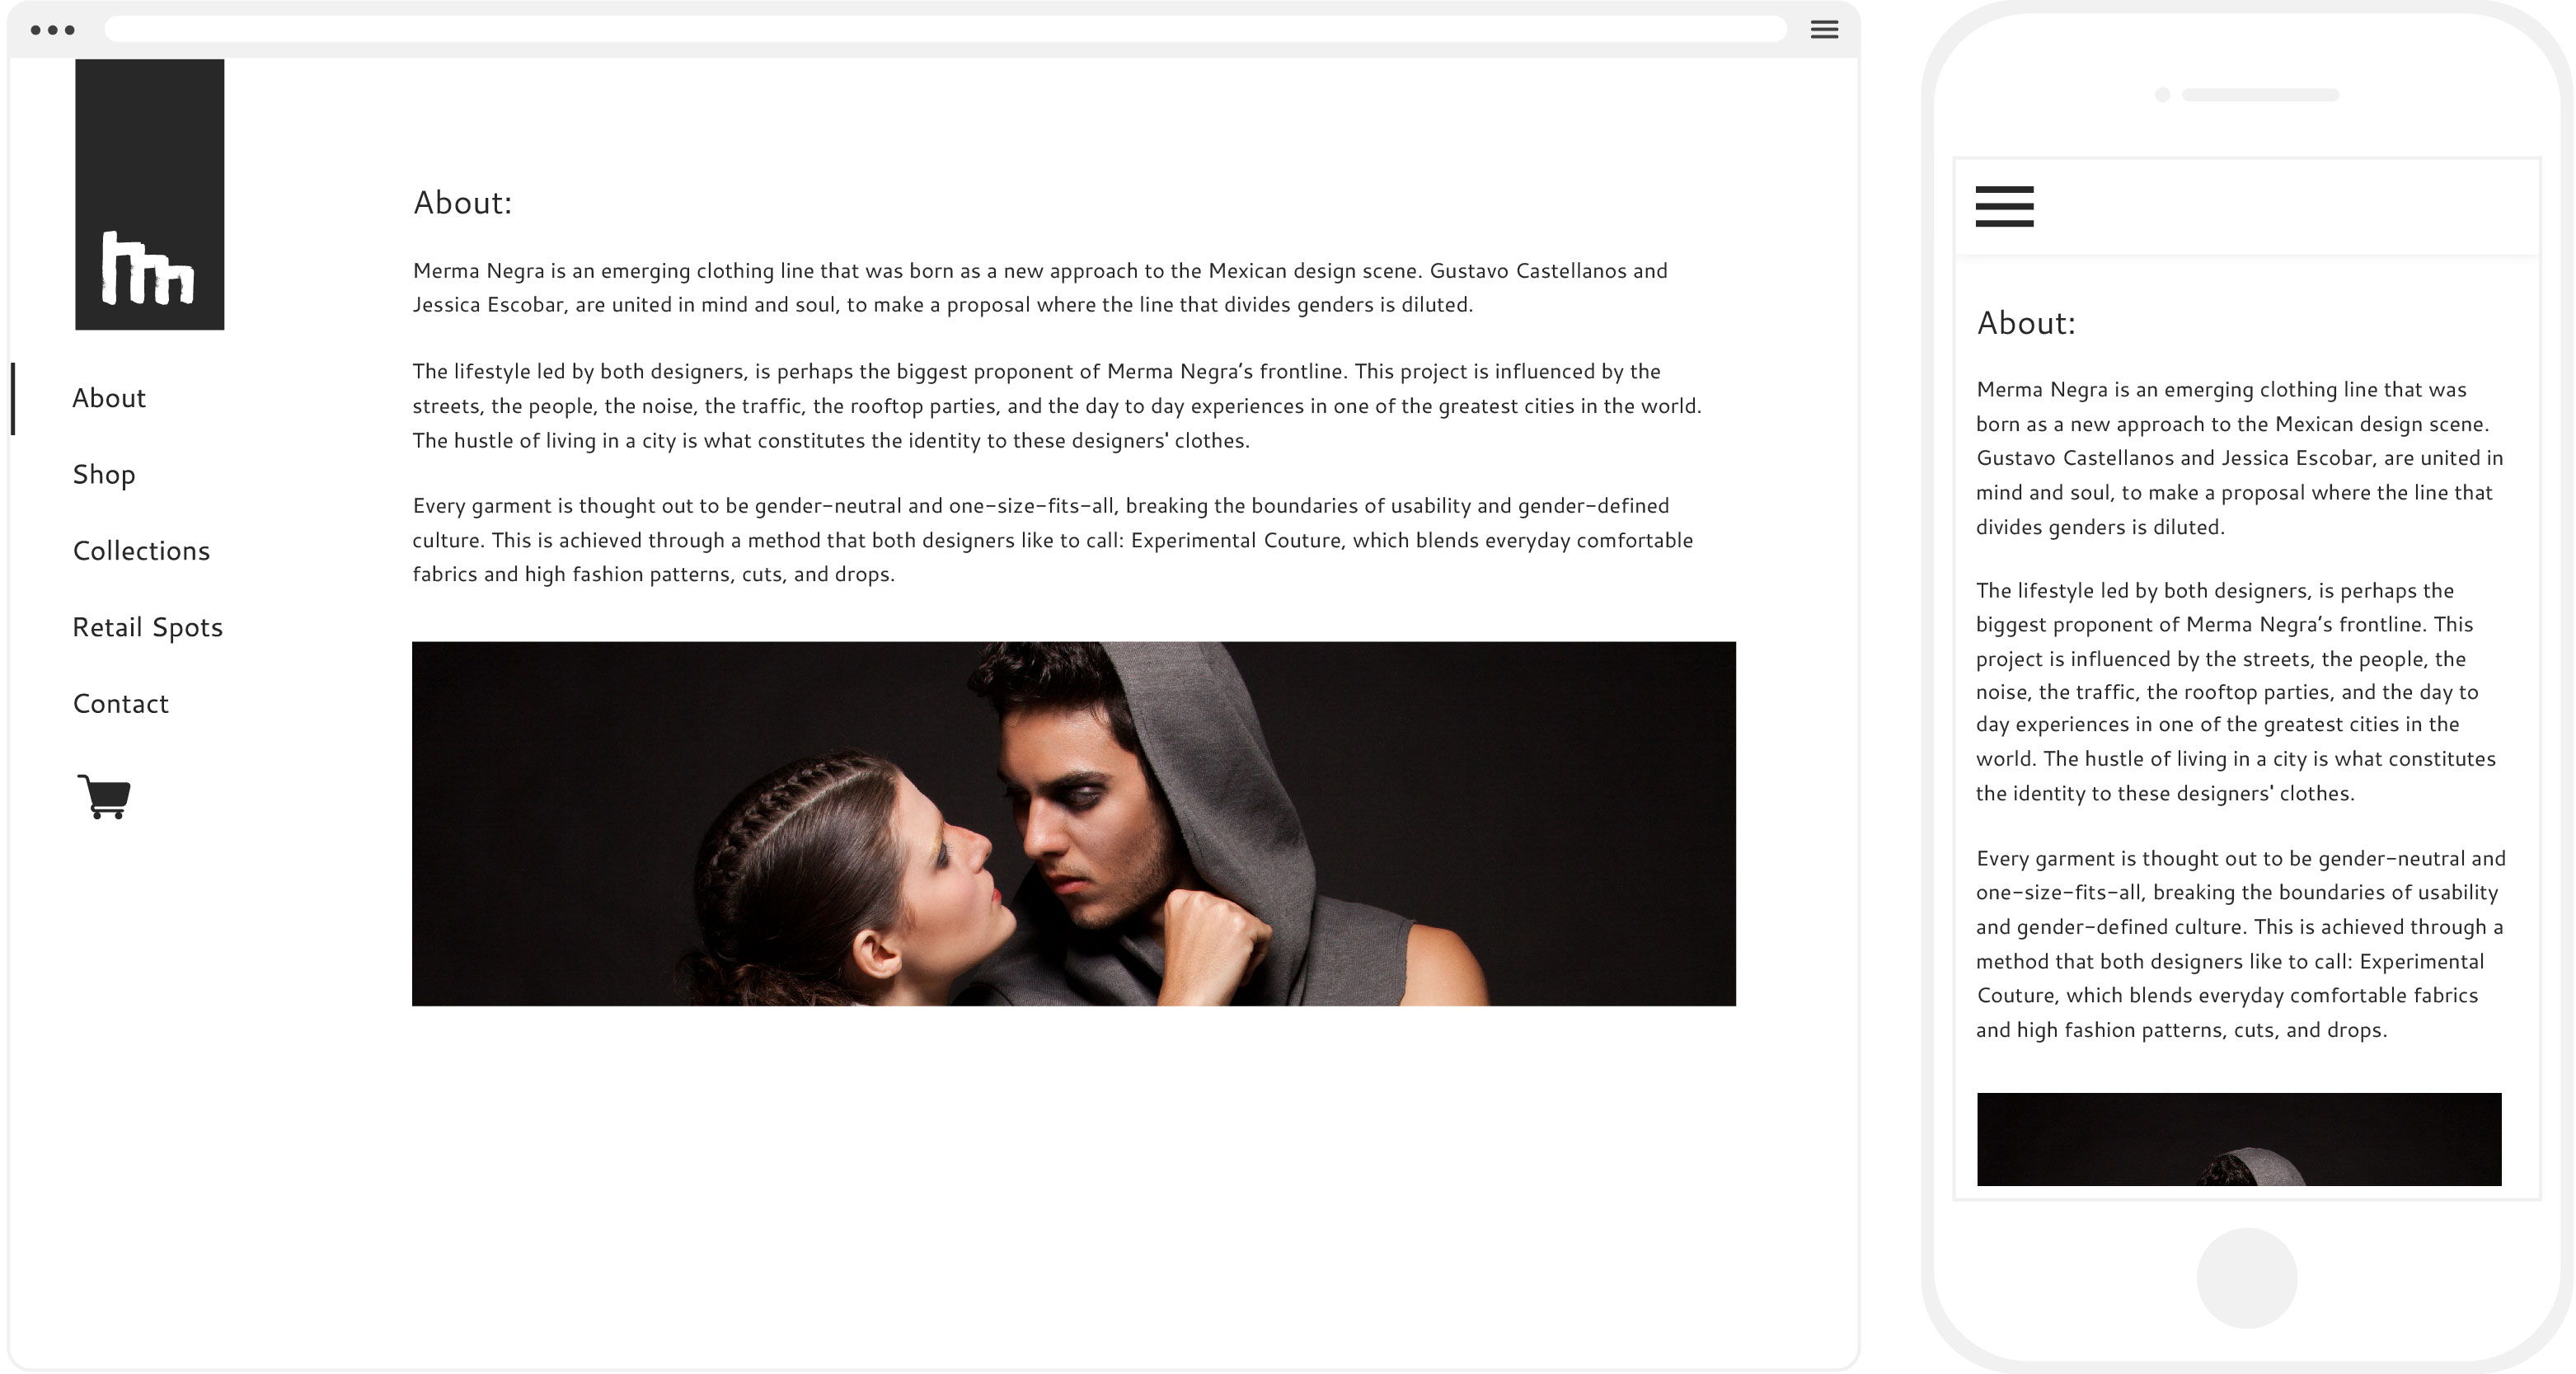 About
Shop
Collections
Retail Spots
Contact
About:
Merma Negra is an emerging clothing line that was born as a new approach to the Mexican design scene. Gustavo Castellanos and
Jessica Escobar, are united in mind and soul, to make a proposal where the line that divides genders is diluted.
The lifestyle led by both designers, is perhaps the biggest proponent of Merma Negra’s frontline. This project is influenced by the
streets, the people, the noise, the traffic, the rooftop parties, and the day to day experiences in one of the greatest cities in the world.
The hustle of living in a city is what constitutes the identity to these designers' clothes.
Every garment is thought out to be gender-neutral and one-size-fits-all, breaking the boundaries of usability and gender-defined
culture. This is achieved through a method that both designers like to call: Experimental Couture, which blends everyday comfortable
fabrics and high fashion patterns, cuts, and drops.
About:
Merma Negra is an emerging clothing line that was
born as a new approach to the Mexican design scene.
Gustavo Castellanos and Jessica Escobar, are united in
mind and soul, to make a proposal where the line that
divides genders is diluted.
The lifestyle led by both designers, is perhaps the
biggest proponent of Merma Negra’s frontline. This
project is influenced by the streets, the people, the
noise, the traffic, the rooftop parties, and the day to
day experiences in one of the greatest cities in the
world. The hustle of living in a city is what constitutes
the identity to these designers' clothes.
Every garment is thought out to be gender-neutral and
one-size-fits-all, breaking the boundaries of usability
and gender-defined culture. This is achieved through a
method that both designers like to call: Experimental
Couture, which blends everyday comfortable fabrics
and high fashion patterns, cuts, and drops.